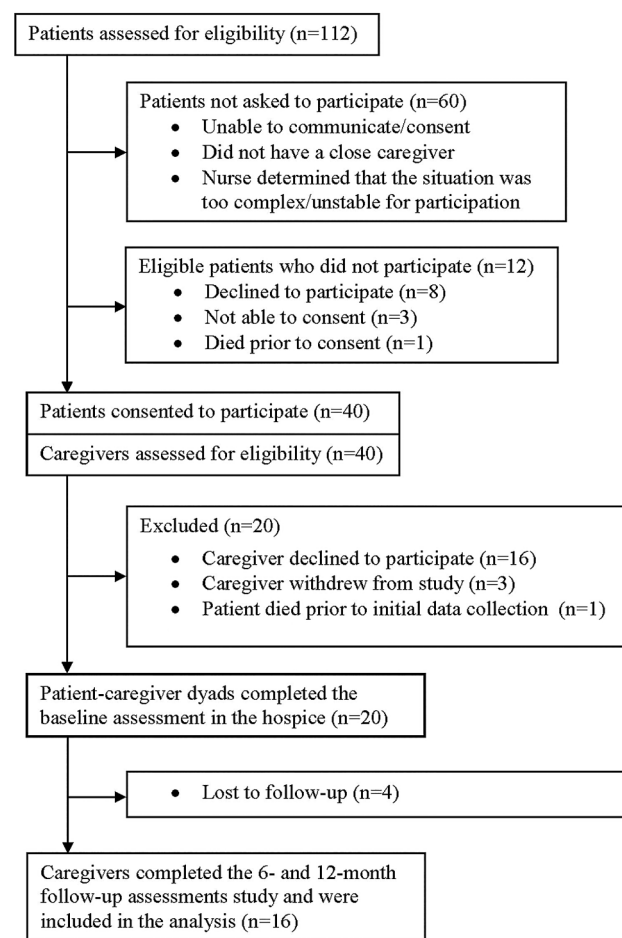 Patients assessed for eligibility (n=112)
Patients not asked to participate (n=60)
• Unable to communicate/consent
• Did not have a close caregiver
• Nurse determined that the situation was
too complex/unstable for participation
Eligible patients who did not participate (n=12)
• Declined to participate (n=8)
• Not able to consent (n=3)
• Died prior to consent (n=1)
Patients consented to participate (n=40)
Caregivers assessed for eligibility (n=40)
Excluded (n=20)
• Caregiver declined to participate (n=16)
• Caregiver withdrew from study (n=3)
• Patient died prior to initial data collection (n=1)
Patient-caregiver dyads completed the
baseline assessment in the hospice (n=20)
• Lost to follow-up (n=4)
Caregivers completed the 6- and 12-month
follow-up assessments study and were
included in the analysis (n=16)